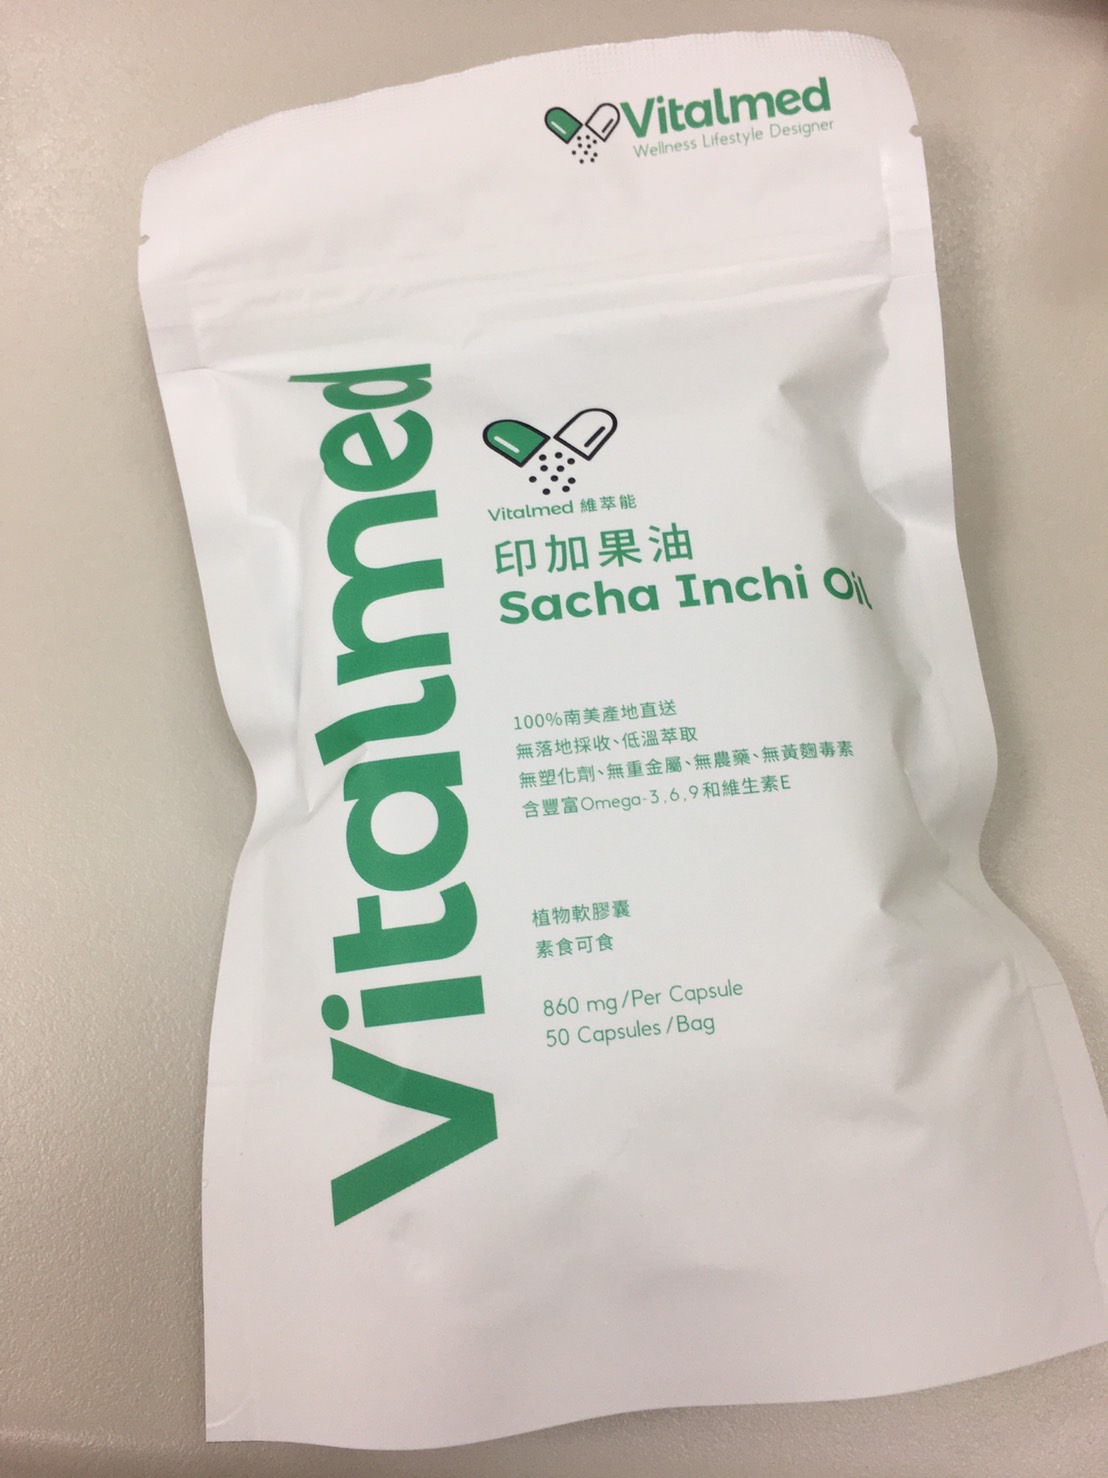 Vitalmed
Wellness Lifestyle Designer
Vitalmed
Vitalmed 維萃能
印加果油
Sacha Inchi Oil
100%南美產地直送
無落地採收、低溫萃取
無塑化劑、無重金屬、無農藥、無黃麴毒素
含豐富Omega-3,6,9和維生素E
植物軟膠囊
素食可食
860 mg/Per Capsule
50 Capsules/Bag